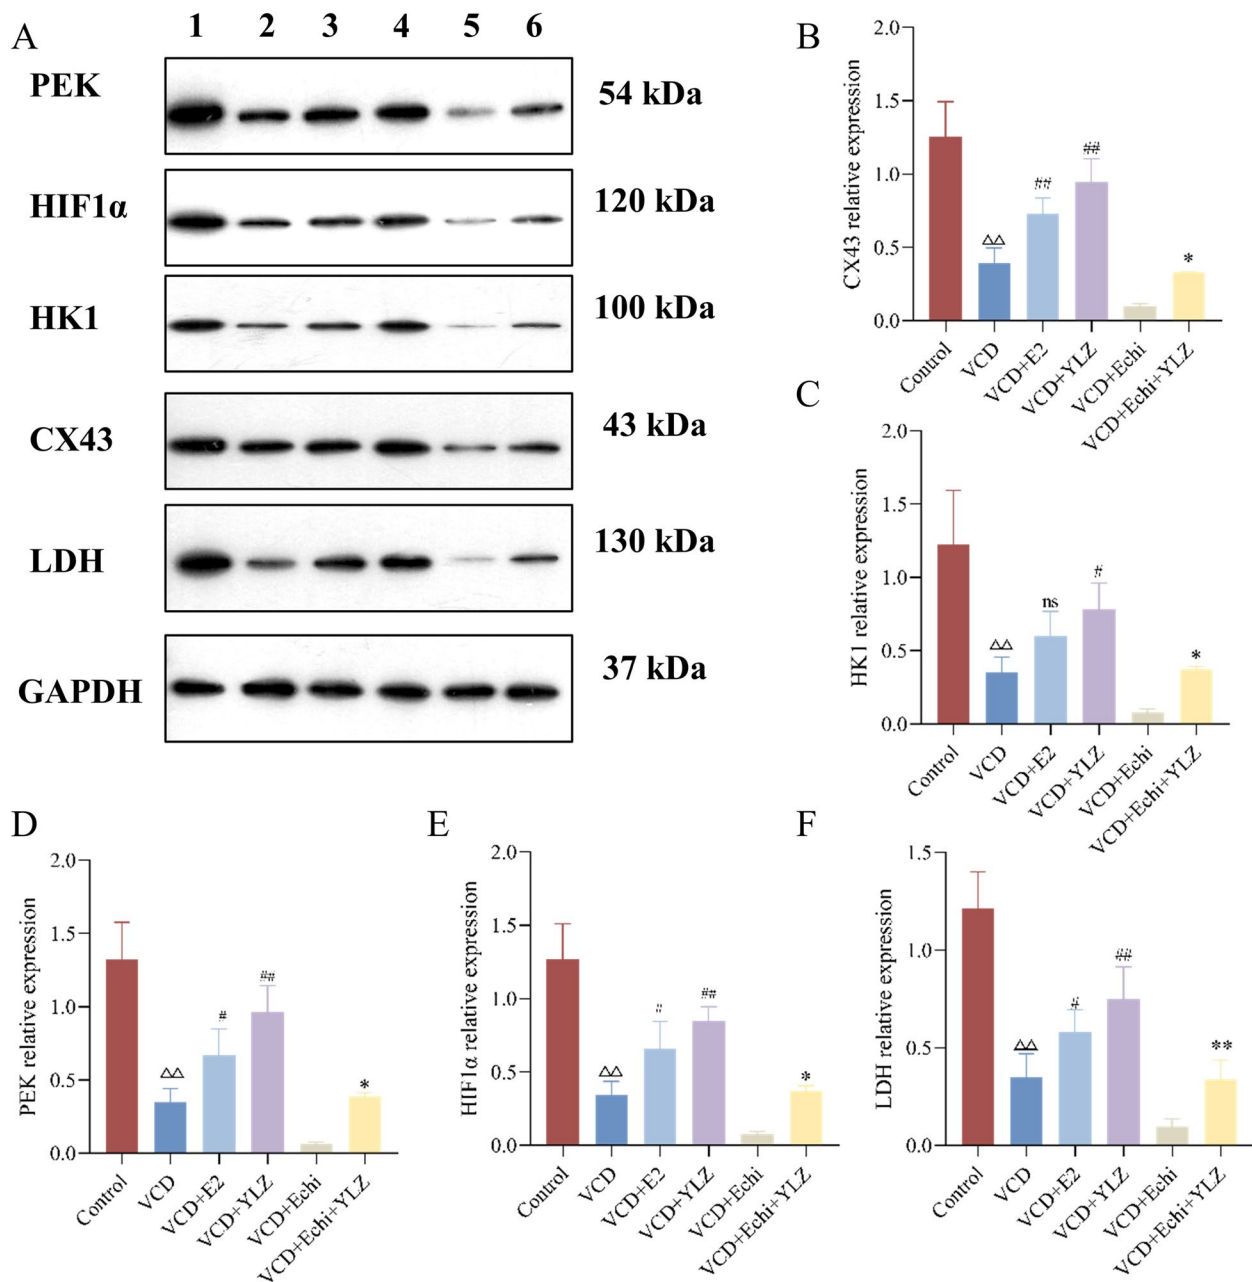 A
1 2 3 4 5 6
PEK
54 kDa
HIF1α
120 kDa
HK1
100 kDa
CX43
43 kDa
LDH
130 kDa
GAPDH
37 kDa
B
CX43 relative expression
2.0
1.5
1.0
0.5
0.0
△△
##
##
*
Control
VCD
VCD+E2
VCD+YLZ
VCD+Echi
VCD+Echi+YLZ
C
HK1 relative expression
2.0
1.5
1.0
0.5
0.0
△△
ns
#
*
Control
VCD
VCD+E2
VCD+YLZ
VCD+Echi
VCD+Echi+YLZ
D
PEK relative expression
2.0
1.5
1.0
0.5
0.0
△△
#
##
*
Control
VCD
VCD+E2
VCD+YLZ
VCD+Echi
VCD+Echi+YLZ
E
HIF1α relative expression
2.0
1.5
1.0
0.5
0.0
△△
#
##
*
Control
VCD
VCD+E2
VCD+YLZ
VCD+Echi
VCD+Echi+YLZ
F
LDH relative expression
1.5
1.0
0.5
0.0
△△
#
##
**
Control
VCD
VCD+E2
VCD+YLZ
VCD+Echi
VCD+Echi+YLZ